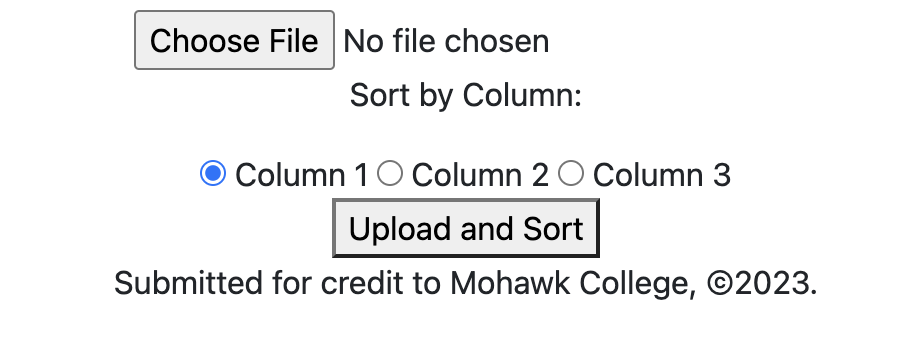 Choose File No file chosen
Sort by Column:
Column 1 Column 2 Column 3
Upload and Sort
Submitted for credit to Mohawk College, ©2023.